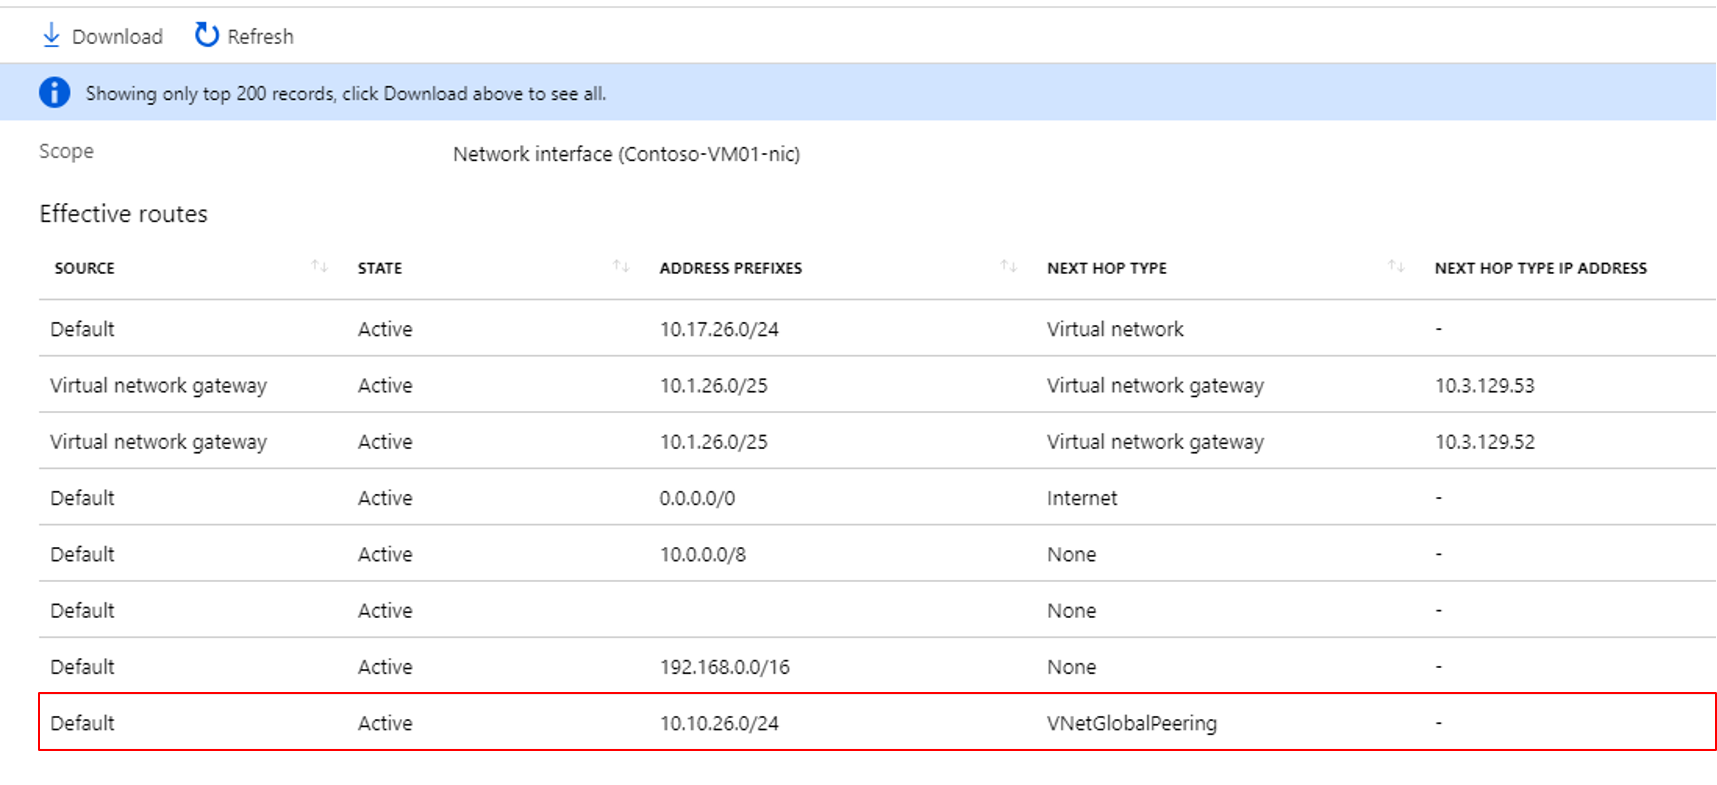 Download Refresh
Showing only top 200 records, click Download above to see all.
Scope Network interface (Contoso-VM01-nic)
Effective routes
SOURCE STATE ADDRESS PREFIXES NEXT HOP TYPE NEXT HOP TYPE IP ADDRESS
Default Active 10.17.26.0/24 Virtual network -
Virtual network gateway Active 10.1.26.0/25 Virtual network gateway 10.3.129.53
Virtual network gateway Active 10.1.26.0/25 Virtual network gateway 10.3.129.52
Default Active 0.0.0.0/0 Internet -
Default Active 10.0.0.0/8 None -
Default Active None -
Default Active 192.168.0.0/16 None -
Default Active 10.10.26.0/24 VNetGlobalPeering -